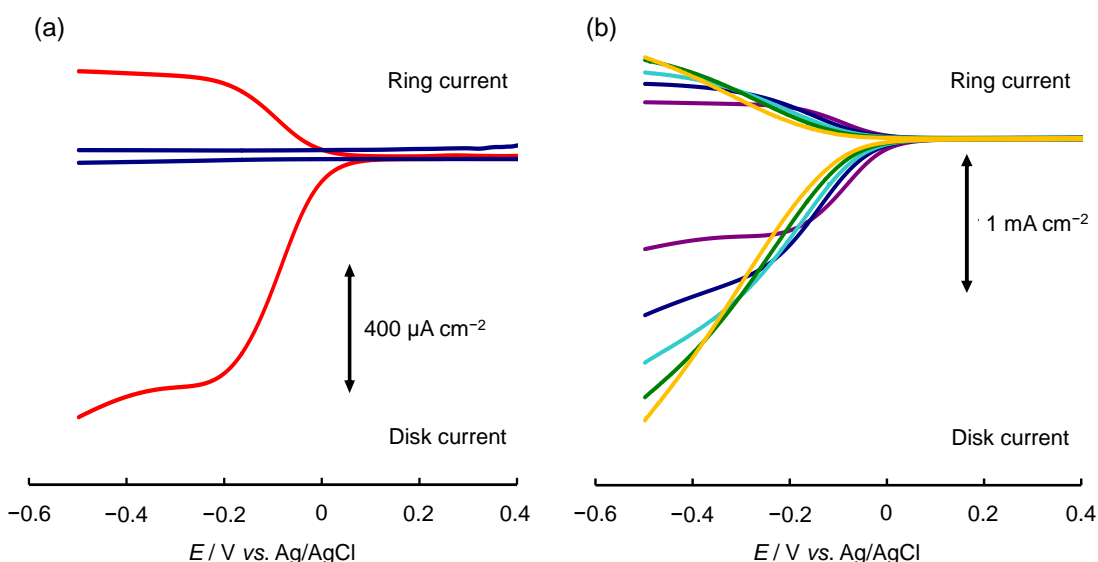 (a)
Ring current
400 μA cm⁻²
Disk current
−0.6 −0.4 −0.2 0 0.2 0.4
E / V vs. Ag/AgCl
(b)
Ring current
1 mA cm⁻²
Disk current
−0.6 −0.4 −0.2 0 0.2 0.4
E / V vs. Ag/AgCl